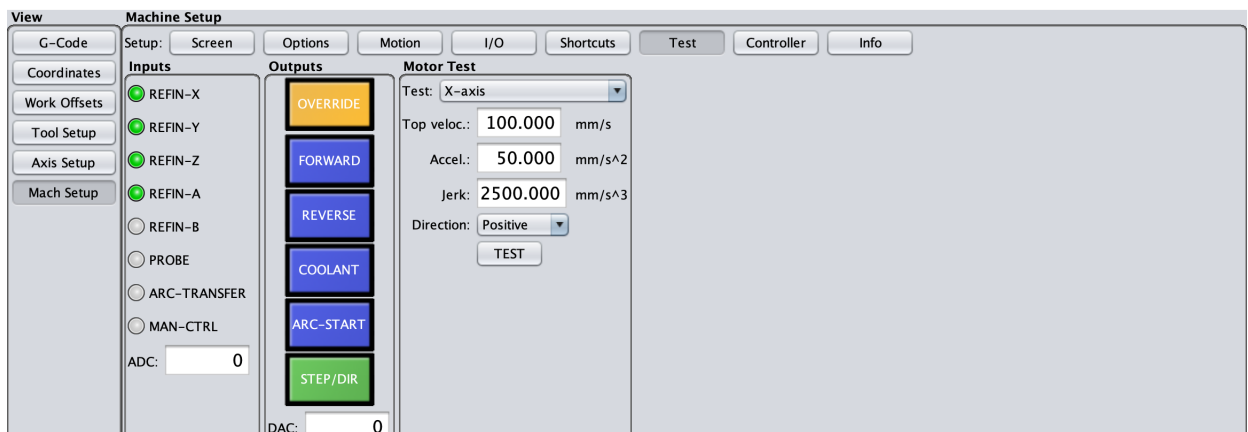 View
Machine Setup
G-Code
Coordinates
Work Offsets
Tool Setup
Axis Setup
Mach Setup
Setup: Screen Options Motion I/O Shortcuts Test Controller Info
Inputs
REFIN-X
REFIN-Y
REFIN-Z
REFIN-A
REFIN-B
PROBE
ARC-TRANSFER
MAN-CTRL
ADC: 0
Outputs
OVERRIDE
FORWARD
REVERSE
COOLANT
ARC-START
STEP/DIR
DAC: 0
Motor Test
Test: X-axis
Top veloc.: 100.000 mm/s
Accel.: 50.000 mm/s^2
Jerk: 2500.000 mm/s^3
Direction: Positive
TEST